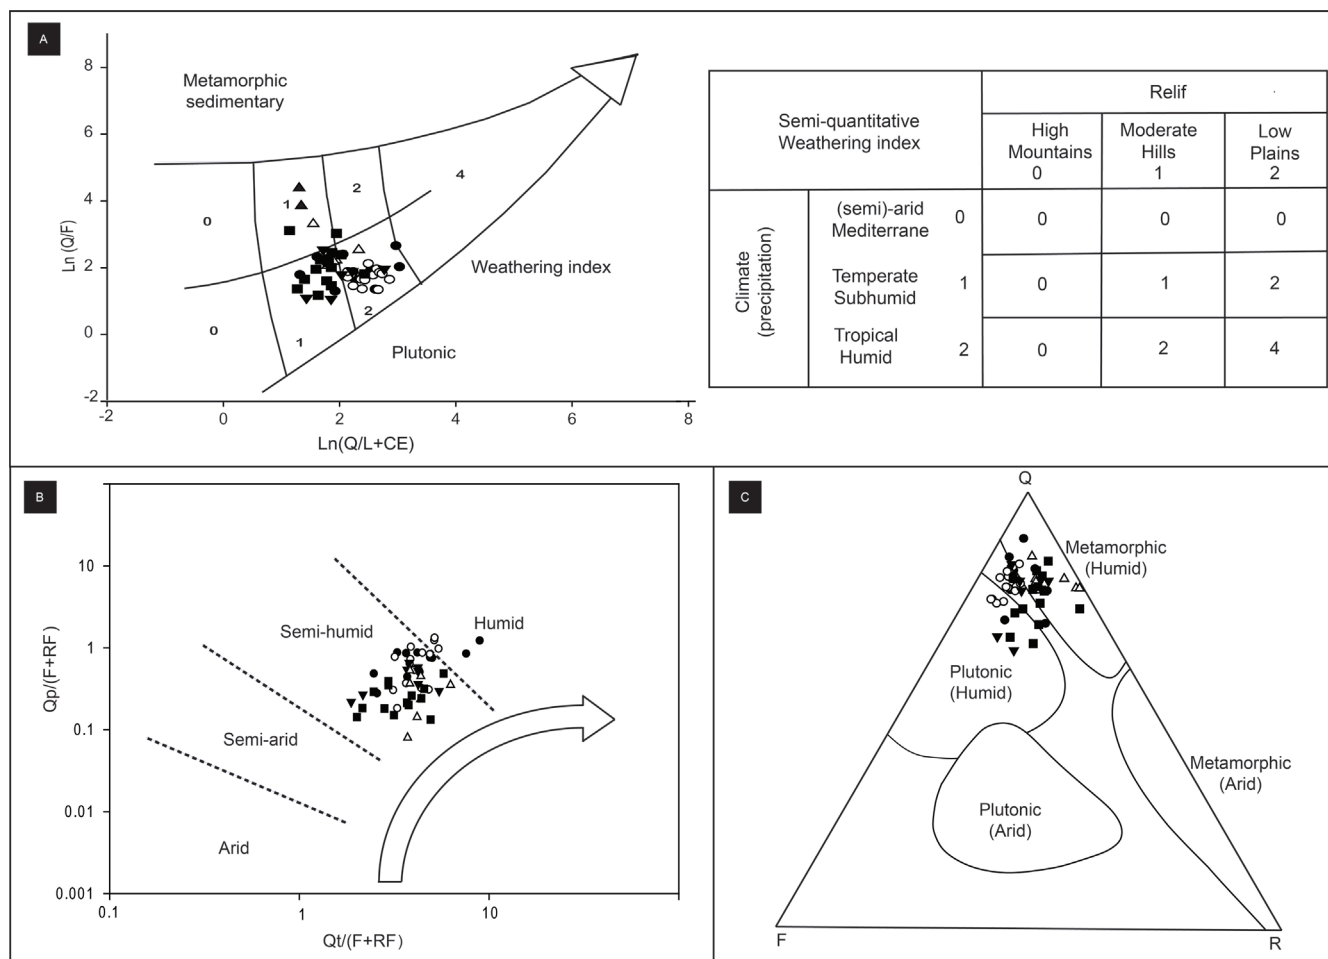 A
8
6
4
2
0
-2
Ln (Q/F)
-2
0
2
4
6
8
Ln(Q/L+CE)
Metamorphic
sedimentary
0
1
2
4
0
1
2
Weathering index
Plutonic
Semi-quantitative
Weathering index
Relif
High
Mountains
0
Moderate
Hills
1
Low
Plains
2
Climate
(precipitation)
(semi)-arid
Mediterrane
0
0
0
0
Temperate
Subhumid
1
0
1
2
Tropical
Humid
2
0
2
4
B
10
1
0.1
0.01
0.001
Qp/(F+RF)
0.1
1
10
Qt/(F+RF)
Semi-humid
Humid
Semi-arid
Arid
C
Q
Metamorphic
(Humid)
Plutonic
(Humid)
Metamorphic
(Arid)
Plutonic
(Arid)
F
R